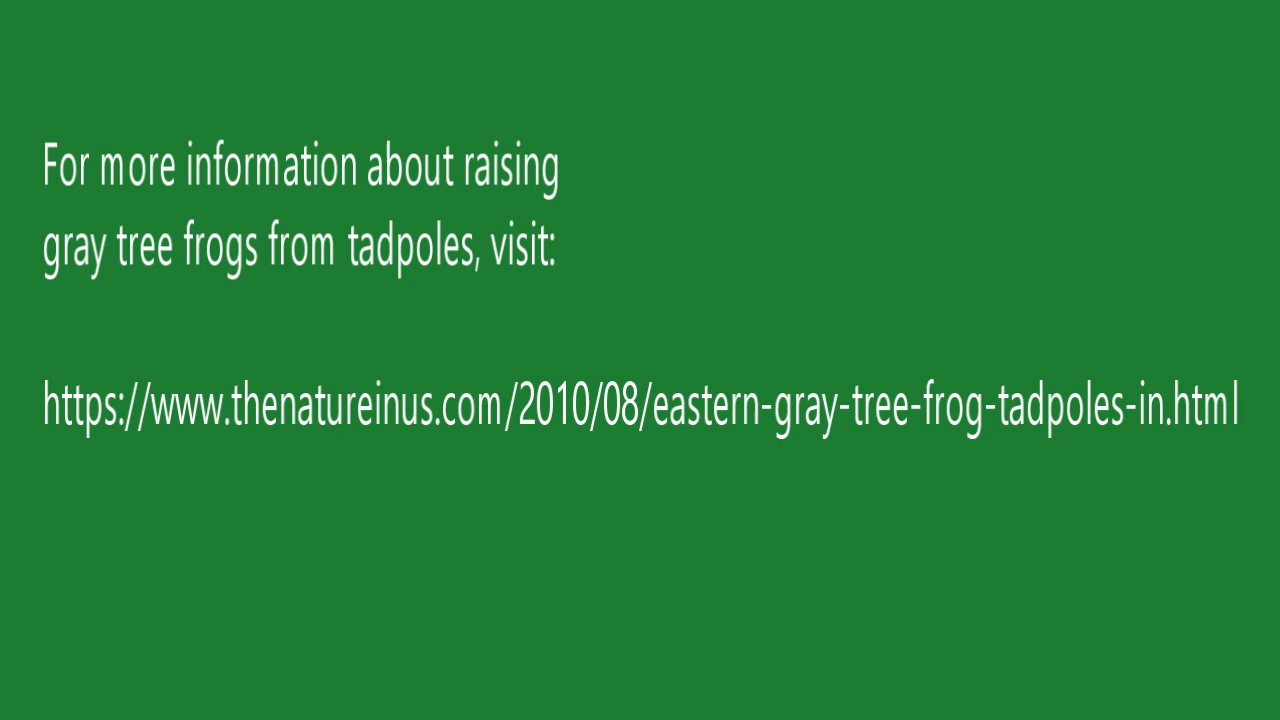 For more information about raising
gray tree frogs from tadpoles, visit:
https://www.thenatureinus.com/2010/08/eastern-gray-tree-frog-tadpoles-in.html